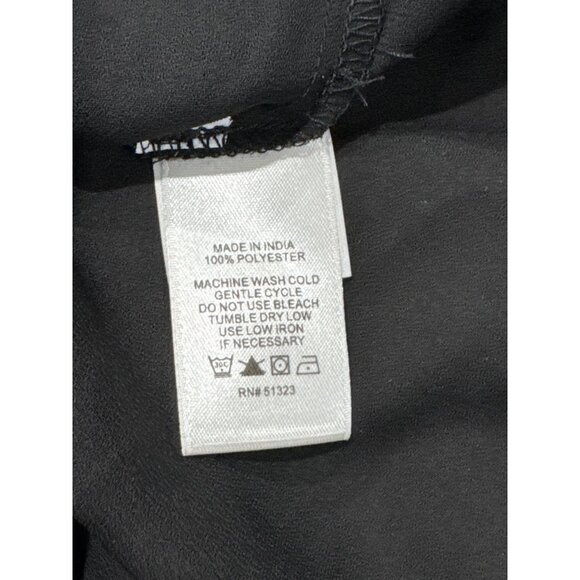 MADE IN INDIA
100% POLYESTER
MACHINE WASH COLD
GENTLE CYCLE
DO NOT USE BLEACH
TUMBLE DRY LOW
USE LOW IRON
IF NECESSARY
30C
RN# 51323